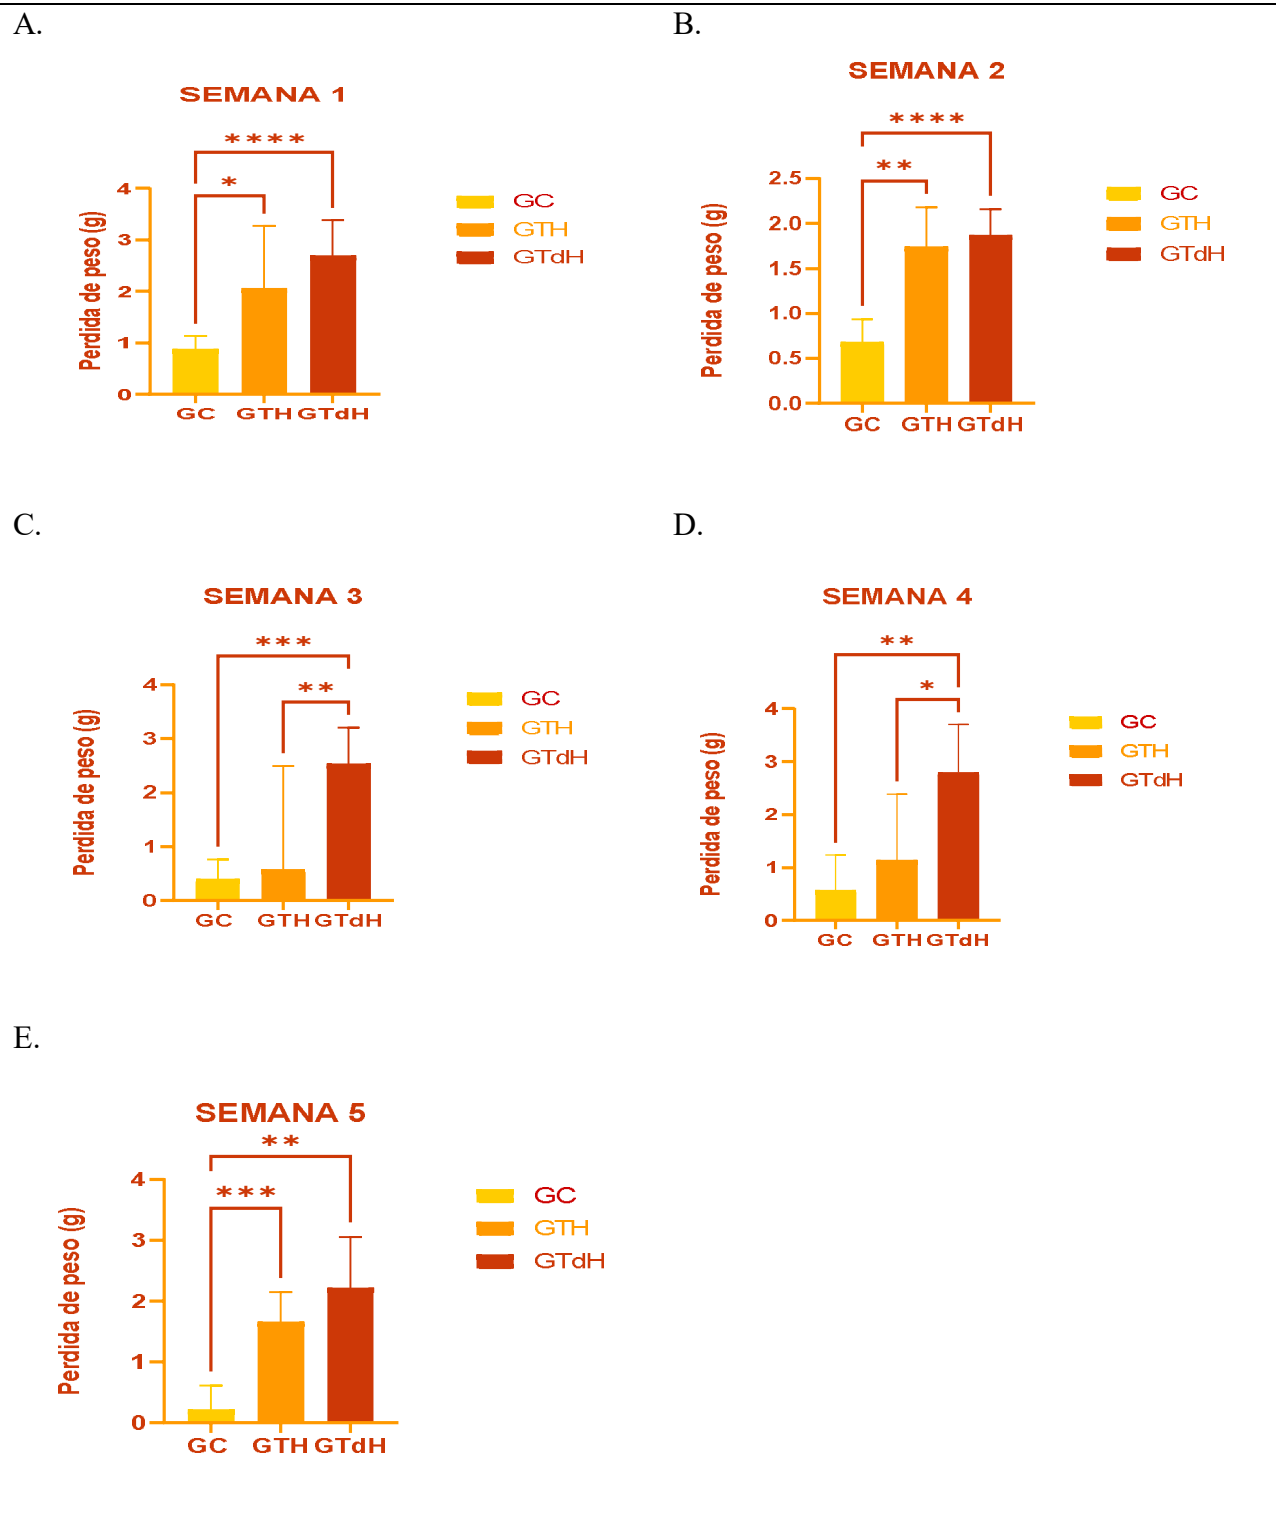 A.
SEMANA 1
****
*
Perdida de peso (g)
4
3
2
1
0
GC GTH GTdH
GC
GTH
GTdH
B.
SEMANA 2
****
**
Perdida de peso (g)
2.5
2.0
1.5
1.0
0.5
0.0
GC GTH GTdH
GC
GTH
GTdH
C.
SEMANA 3
***
**
Perdida de peso (g)
4
3
2
1
0
GC GTH GTdH
GC
GTH
GTdH
D.
SEMANA 4
**
*
Perdida de peso (g)
4
3
2
1
0
GC GTH GTdH
GC
GTH
GTdH
E.
SEMANA 5
**
***
Perdida de peso (g)
4
3
2
1
0
GC GTH GTdH
GC
GTH
GTdH